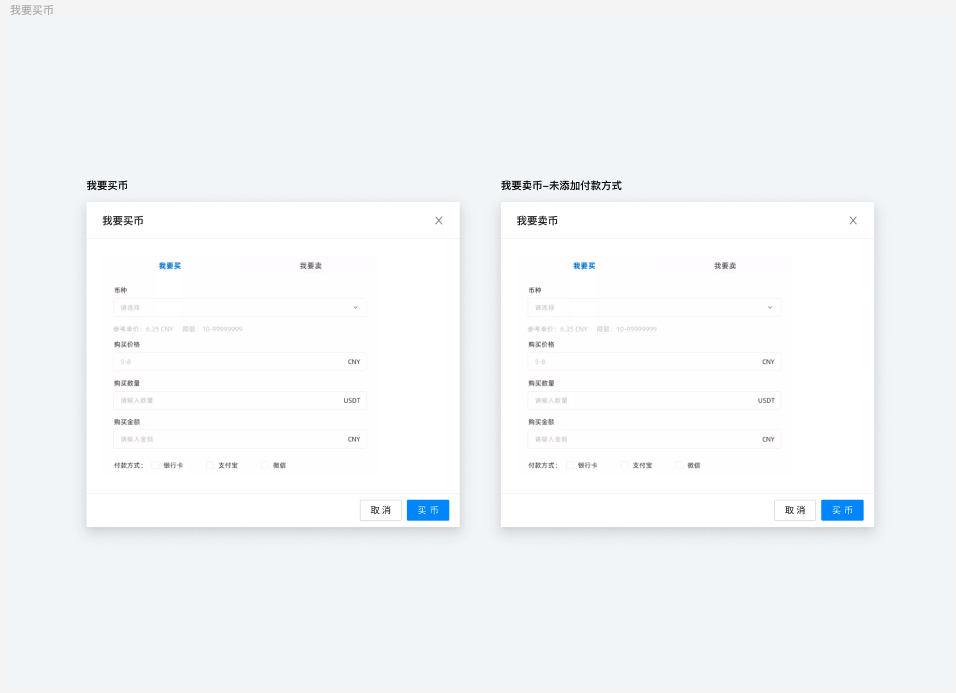 我要买币
我要买币
我要买币
我要买 我要卖
币种
请选择
参考单价：6.25 CNY 限额：10-99999999
购买价格
5-8 CNY
购买数量
请输入数量 USDT
购买金额
请输入金额 CNY
付款方式： 银行卡 支付宝 微信
取 消 买 币
我要卖币-未添加付款方式
我要卖币
我要买 我要卖
币种
请选择
参考单价：6.25 CNY 限额：10-99999999
购买价格
5-8 CNY
购买数量
请输入数量 USDT
购买金额
请输入金额 CNY
付款方式： 银行卡 支付宝 微信
取 消 买 币